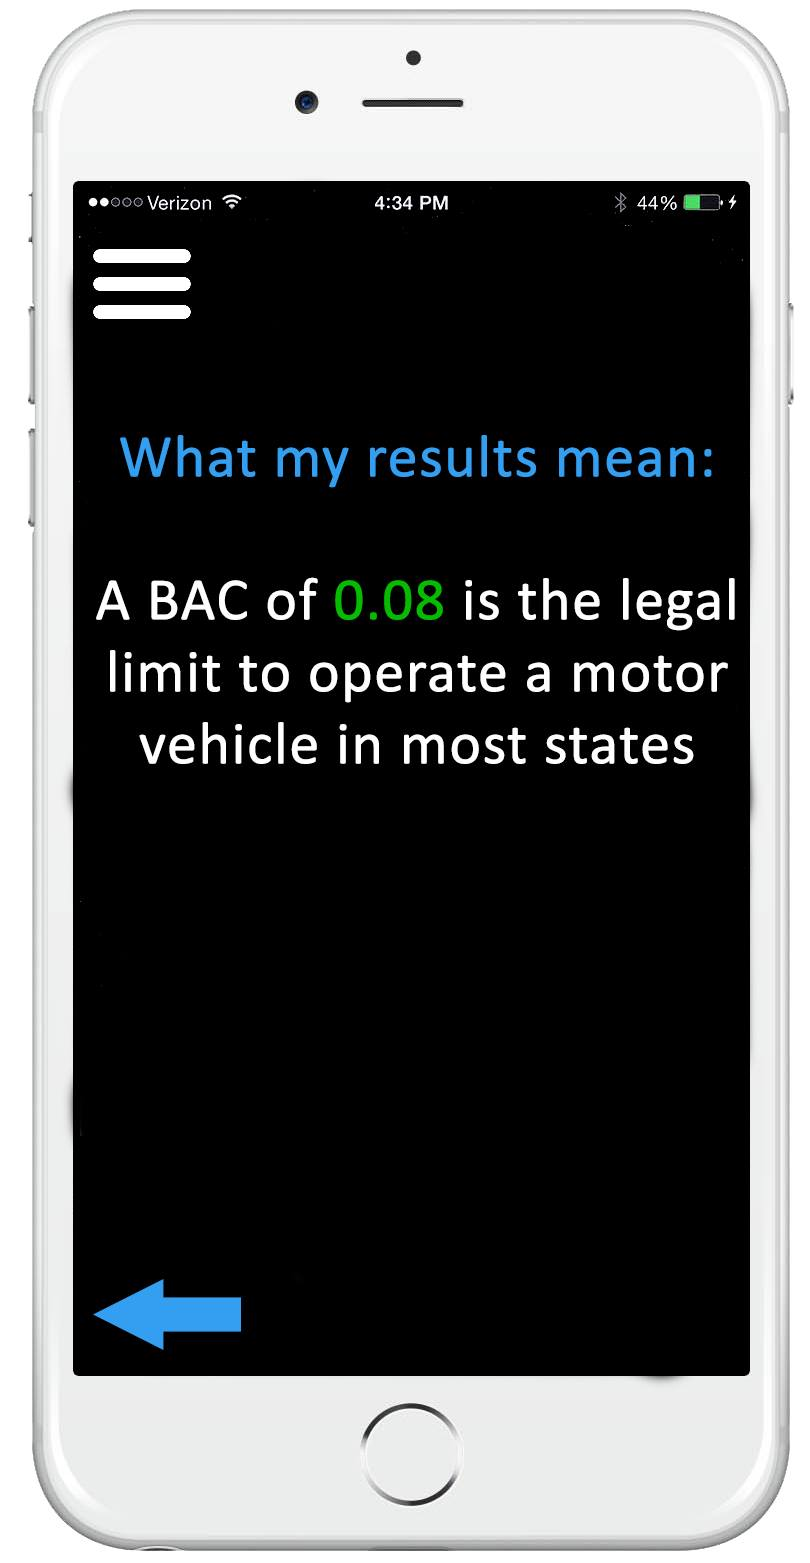 Verizon 4:34 PM 44%
What my results mean:
A BAC of 0.08 is the legal
limit to operate a motor
vehicle in most states